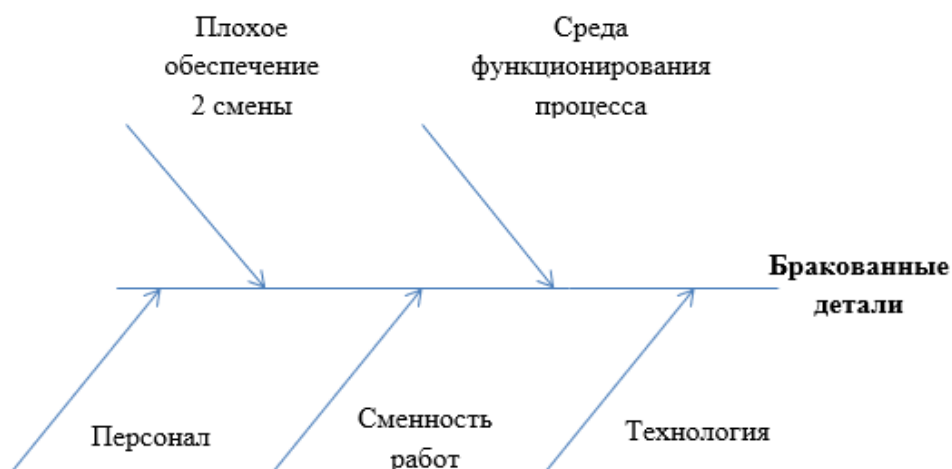 Плохое
обеспечение
2 смены
Среда
функционирования
процесса
Бракованные
детали
Персонал
Сменность
работ
Технология